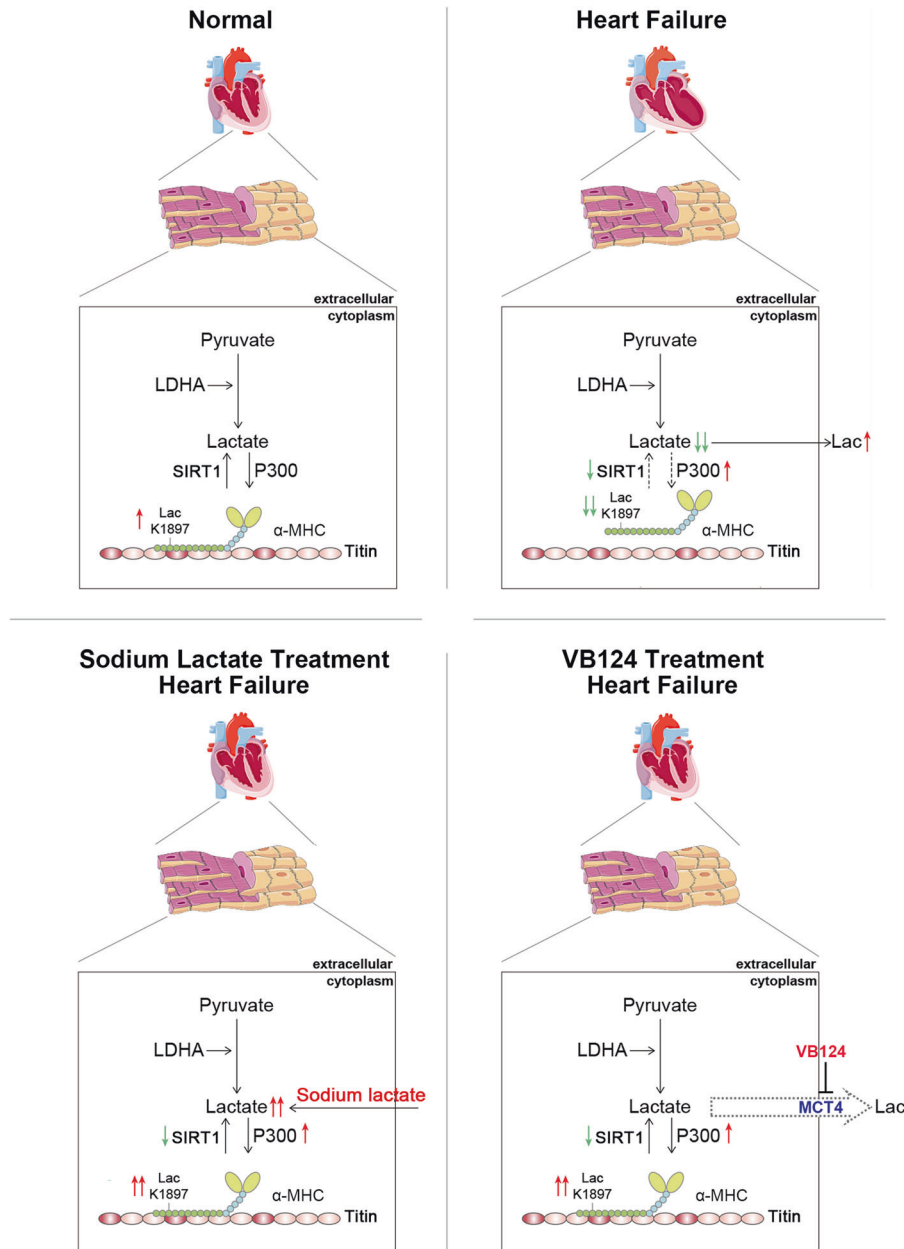 Normal
extracellular
cytoplasm
Pyruvate
LDHA
Lactate
SIRT1
P300
Lac
K1897
α-MHC
Titin
Heart Failure
extracellular
cytoplasm
Pyruvate
LDHA
Lactate
Lac
SIRT1
P300
Lac
K1897
α-MHC
Titin
Sodium Lactate Treatment
Heart Failure
extracellular
cytoplasm
Pyruvate
LDHA
Lactate
Sodium lactate
SIRT1
P300
Lac
K1897
α-MHC
Titin
VB124 Treatment
Heart Failure
extracellular
cytoplasm
Pyruvate
LDHA
VB124
Lactate
MCT4
Lac
SIRT1
P300
Lac
K1897
α-MHC
Titin